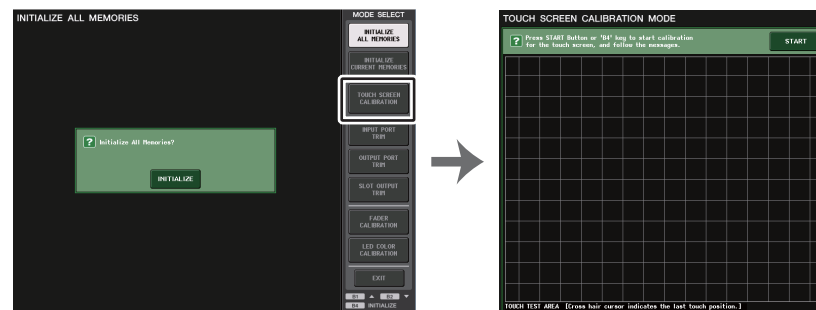 INITIALIZE ALL MEMORIES
MODE SELECT
INITIALIZE
ALL MEMORIES
INITIALIZE
CURRENT MEMORIES
TOUCH SCREEN
CALIBRATION
INPUT PORT
TRIM
OUTPUT PORT
TRIM
SLOT OUTPUT
TRIM
FADER
CALIBRATION
LED COLOR
CALIBRATION
EXIT
B1 ▲ B2 ▼
B4 INITIALIZE
? Initialize All Memories?
INITIALIZE
TOUCH SCREEN CALIBRATION MODE
? Press START Button or 'B4' key to start calibration
for the touch screen, and follow the messages.
START
TOUCH TEST AREA [Cross hair cursor indicates the last touch position.]